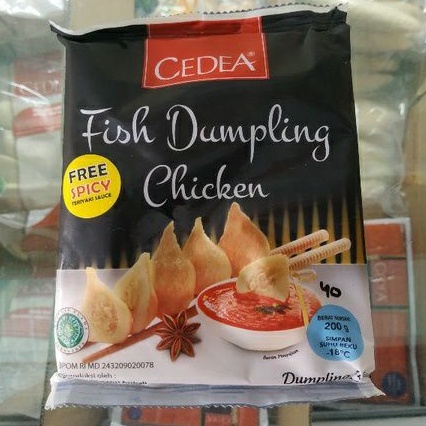 CEDEA®
Fish Dumpling
Chicken
FREE
SPICY
TERIYAKI SAUCE
40
BERAT BERSIH
200 g
SIMPAN
SUHU BEKU
-18°C
BPOM RI MD 243209020078
oleh :
Dumpling